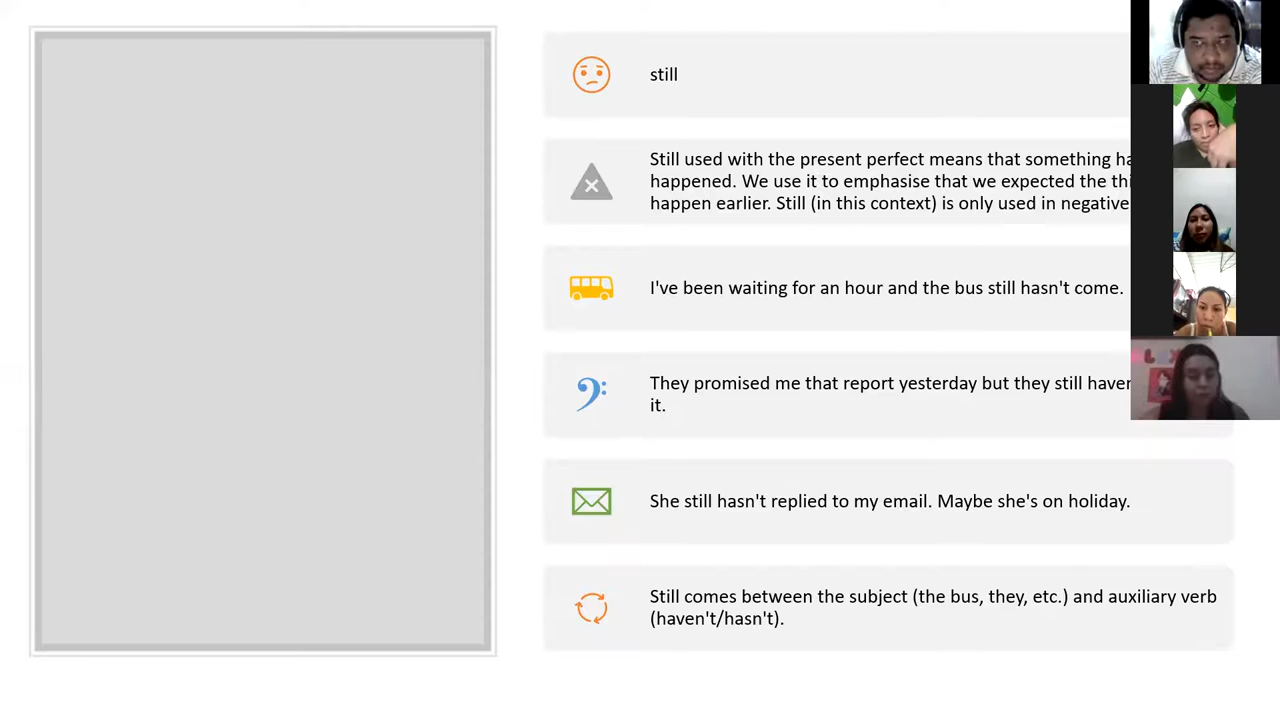 still
Still used with the present perfect means that something
happened. We use it to emphasise that we expected the
happen earlier. Still (in this context) is only used in negative
I've been waiting for an hour and the bus still hasn't come.
They promised me that report yesterday but they still
it.
She still hasn't replied to my email. Maybe she's on holiday.
Still comes between the subject (the bus, they, etc.) and auxiliary verb
(haven't/hasn't).